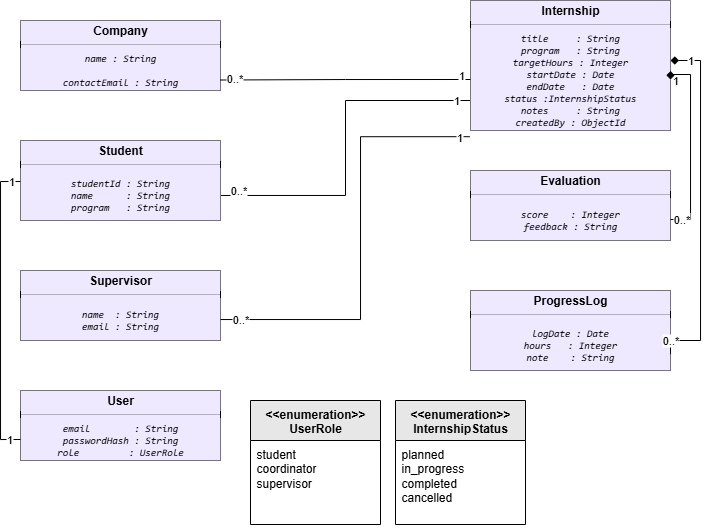 Company
name : String
contactEmail : String
0..*
1
Internship
title : String
program : String
targetHours : Integer
startDate : Date
endDate : Date
status :InternshipStatus
notes : String
createdBy : ObjectId
1
1
1
1
Student
studentId : String
name : String
program : String
1
0..*
Evaluation
score : Integer
feedback : String
0..*
Supervisor
name : String
email : String
0..*
ProgressLog
logDate : Date
hours : Integer
note : String
0..*
User
email : String
passwordHash : String
role : UserRole
1
<<enumeration>>
UserRole
student
coordinator
supervisor
<<enumeration>>
InternshipStatus
planned
in_progress
completed
cancelled